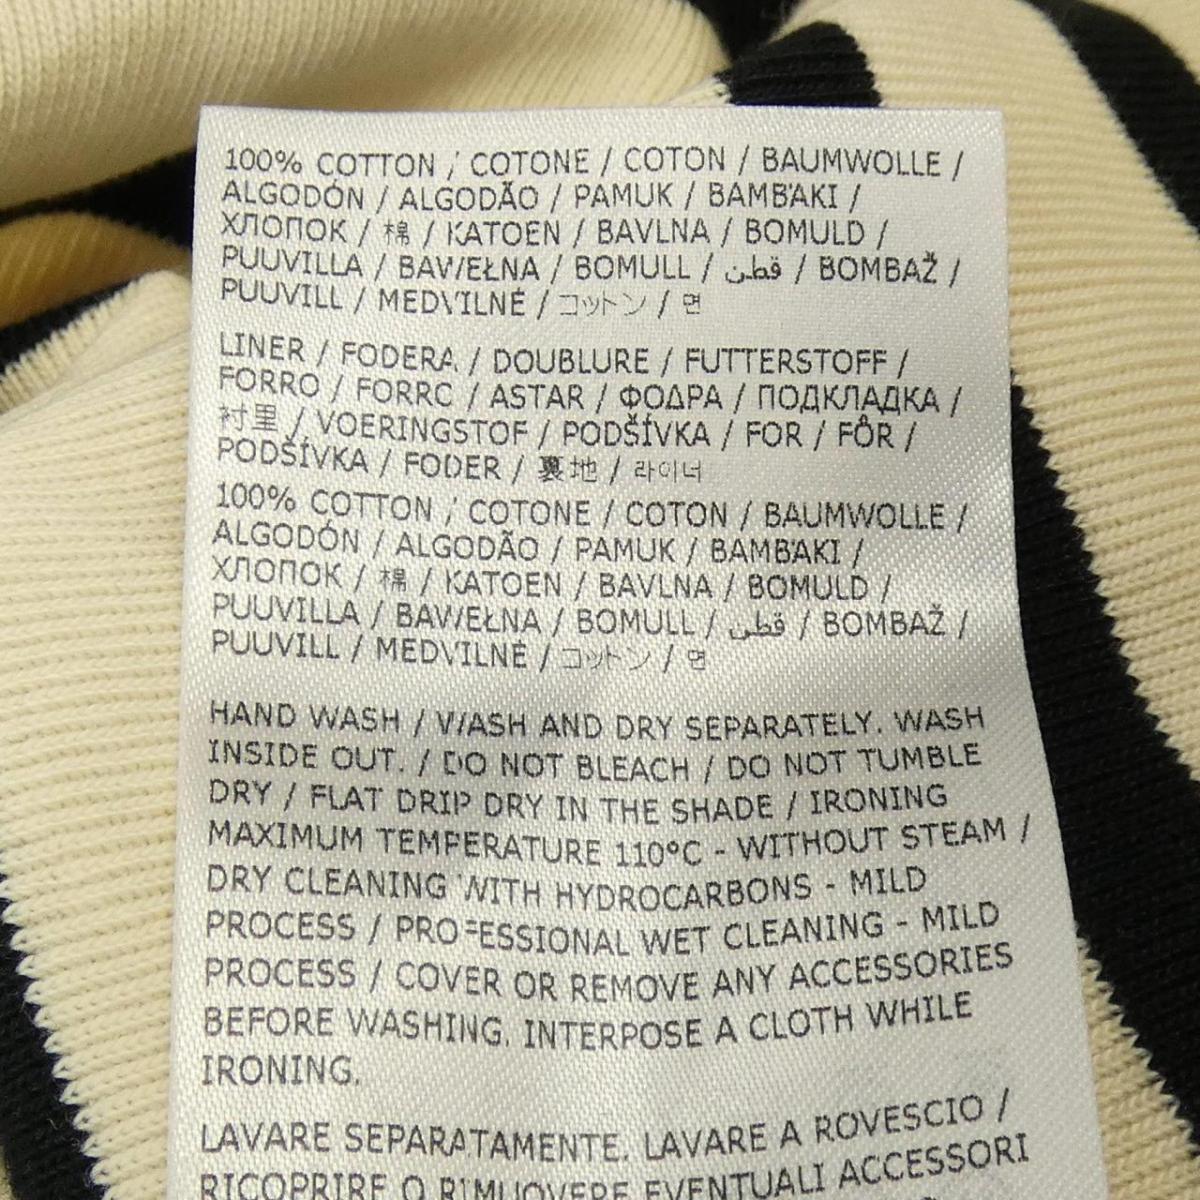 100% COTTON / COTONE / COTON / BAUMWOLLE /
ALGODÓN / ALGODÃO / PAMUK / BAMBAKI /
ХЛОПОК / 棉 / KATOEN / BAVLNA / BOMULD /
PUUVILLA / BAWEŁNA / BOMULL / قطن / BOMBAŽ /
PUUVILL / MEDVILNĖ / コットン / 면
LINER / FODERA / DOUBLURE / FUTTERSTOFF /
FORRO / FORRO / ASTAR / ΦΟΔΡΑ / ПОДКЛАДКА /
衬里 / VOERINGSTOF / PODŠÍVKA / FOR / FÔR /
PODŠÍVKA / FODER / 裏地 / 라이너
100% COTTON / COTONE / COTON / BAUMWOLLE /
ALGODÓN / ALGODÃO / PAMUK / BAMBAKI /
ХЛОПОК / 棉 / KATOEN / BAVLNA / BOMULD /
PUUVILLA / BAWEŁNA / BOMULL / قطن / BOMBAŽ /
PUUVILL / MEDVILNĖ / コットン / 면
HAND WASH / WASH AND DRY SEPARATELY. WASH
INSIDE OUT. / DO NOT BLEACH / DO NOT TUMBLE
DRY / FLAT DRIP DRY IN THE SHADE / IRONING
MAXIMUM TEMPERATURE 110°C - WITHOUT STEAM /
DRY CLEANING WITH HYDROCARBONS - MILD
PROCESS / PROFESSIONAL WET CLEANING - MILD
PROCESS / COVER OR REMOVE ANY ACCESSORIES
BEFORE WASHING. INTERPOSE A CLOTH WHILE
IRONING.
LAVARE SEPARATAMENTE. LAVARE A ROVESCIO /
RICOPRIRE O RIMUOVERE EVENTUALI ACCESSORI